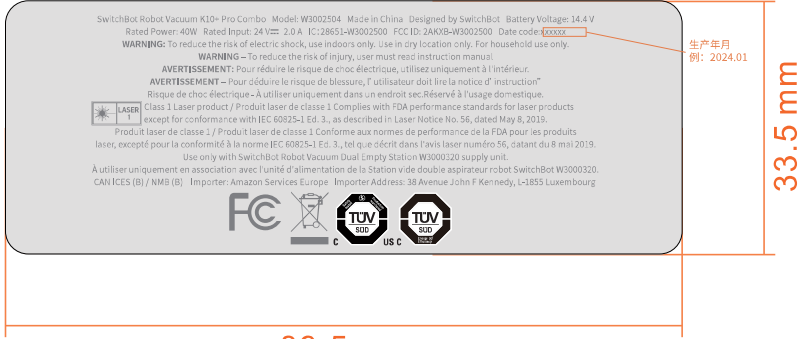 SwitchBot Robot Vacuum K10+ Pro Combo Model: W3002504 Made in China Designed by SwitchBot Battery Voltage: 14.4 V
Rated Power: 40W Rated Input: 24 V⎓ 2.0 A IC:28651-W3002500 FCC ID: 2AKXB-W3002500 Date code:xxxxxx
WARNING: To reduce the risk of electric shock, use indoors only. Use in dry location only. For household use only.
WARNING – To reduce the risk of injury, user must read instruction manual
AVERTISSEMENT: Pour réduire le risque de choc électrique, utilisez uniquement à l'intérieur.
AVERTISSEMENT – Pour déduire le risque de blessure, l' utilisateur doit lire la notice d' instruction"
Risque de choc électrique - À utiliser uniquement dans un endroit sec.Réservé à l'usage domestique.
LASER 1
Class 1 Laser product / Produit laser de classe 1 Complies with FDA performance standards for laser products
except for conformance with IEC 60825-1 Ed. 3., as described in Laser Notice No. 56, dated May 8, 2019.
Produit laser de classe 1 / Produit laser de classe 1 Conforme aux normes de performance de la FDA pour les produits
laser, excepté pour la conformité à la norme IEC 60825-1 Ed. 3., tel que décrit dans l'avis laser numéro 56, datant du 8 mai 2019.
Use only with SwitchBot Robot Vacuum Dual Empty Station W3000320 supply unit.
À utiliser uniquement en association avec l'unité d'alimentation de la Station vide double aspirateur robot SwitchBot W3000320.
CAN ICES (B) / NMB (B) Importer: Amazon Services Europe Importer Address: 38 Avenue John F Kennedy, L-1855 Luxembourg
FC
TÜV SÜD
C US
TÜV SÜD
C
生产年月
例：2024.01
33.5 mm